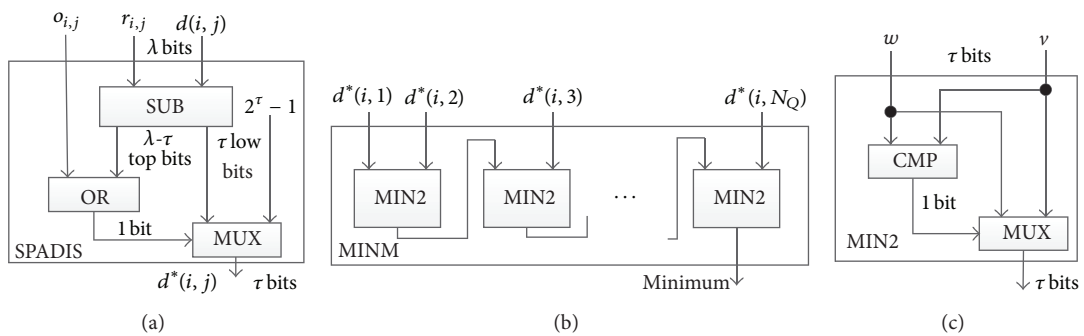 o_{i,j} r_{i,j} d(i, j)
λ bits
SUB
2^τ − 1
λ-τ
top bits
τ low
bits
OR
1 bit
MUX
SPADIS
d*(i, j) τ bits
(a)
d*(i, 1) d*(i, 2) d*(i, 3) d*(i, N_Q)
MIN2 MIN2 ... MIN2
MINM
Minimum
(b)
w v
τ bits
CMP
1 bit
MUX
MIN2
τ bits
(c)